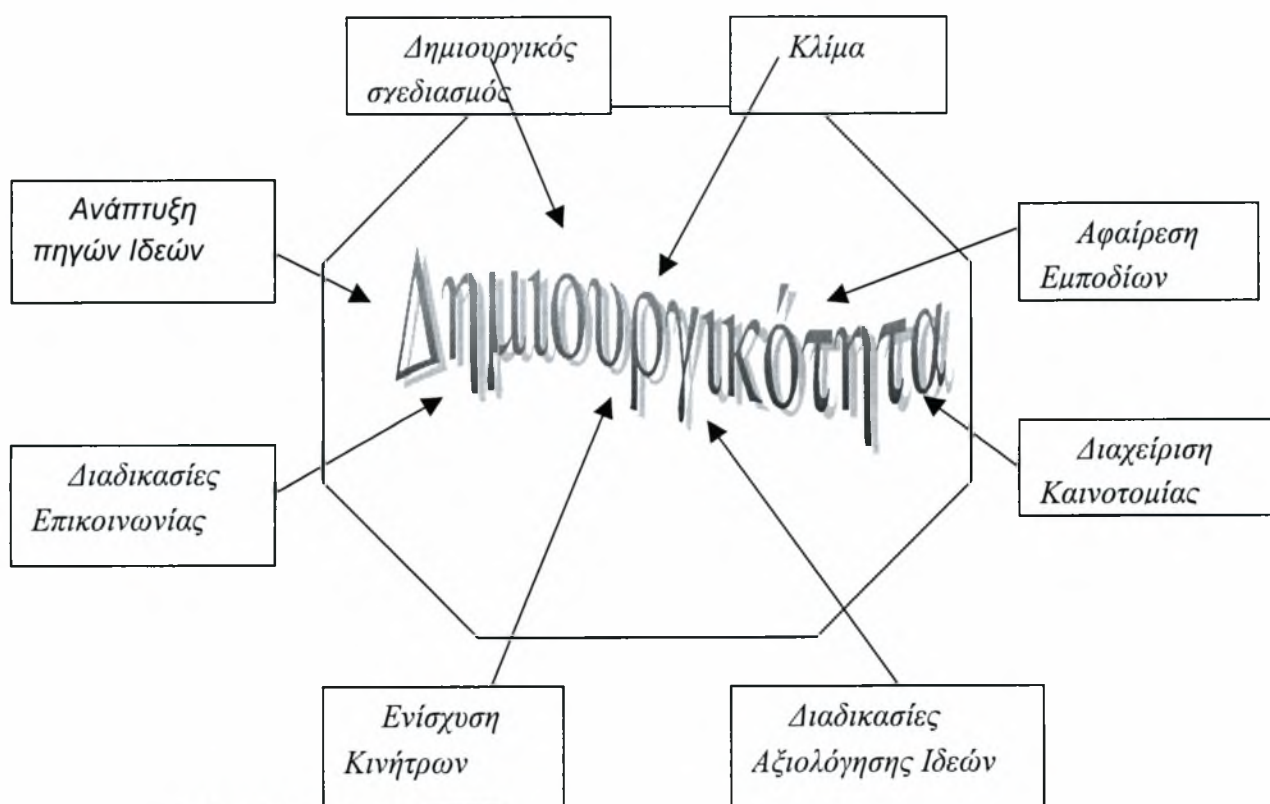 Δημιουργικός
σχεδιασμός
Κλίμα
Ανάπτυξη
πηγών Ιδεών
Αφαίρεση
Εμποδίων
Δημιουργικότητα
Διαδικασίες
Επικοινωνίας
Διαχείριση
Καινοτομίας
Ενίσχυση
Κινήτρων
Διαδικασίες
Αξιολόγησης Ιδεών